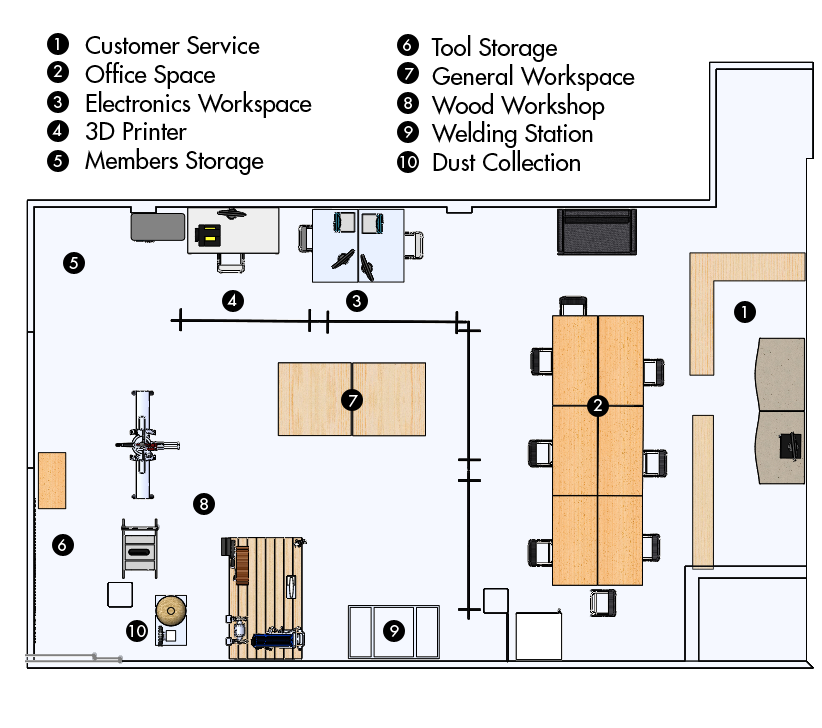 1 Customer Service
2 Office Space
3 Electronics Workspace
4 3D Printer
5 Members Storage
6 Tool Storage
7 General Workspace
8 Wood Workshop
9 Welding Station
10 Dust Collection
5
4
3
1
7
2
8
6
10
9